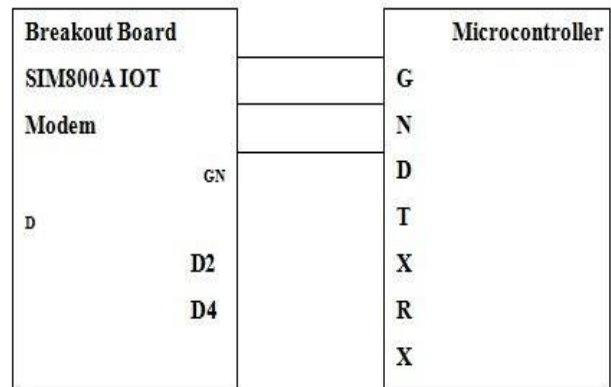 Breakout Board
SIM800A IOT
Modem
GN
D
D2
D4
Microcontroller
G
N
D
T
X
R
X